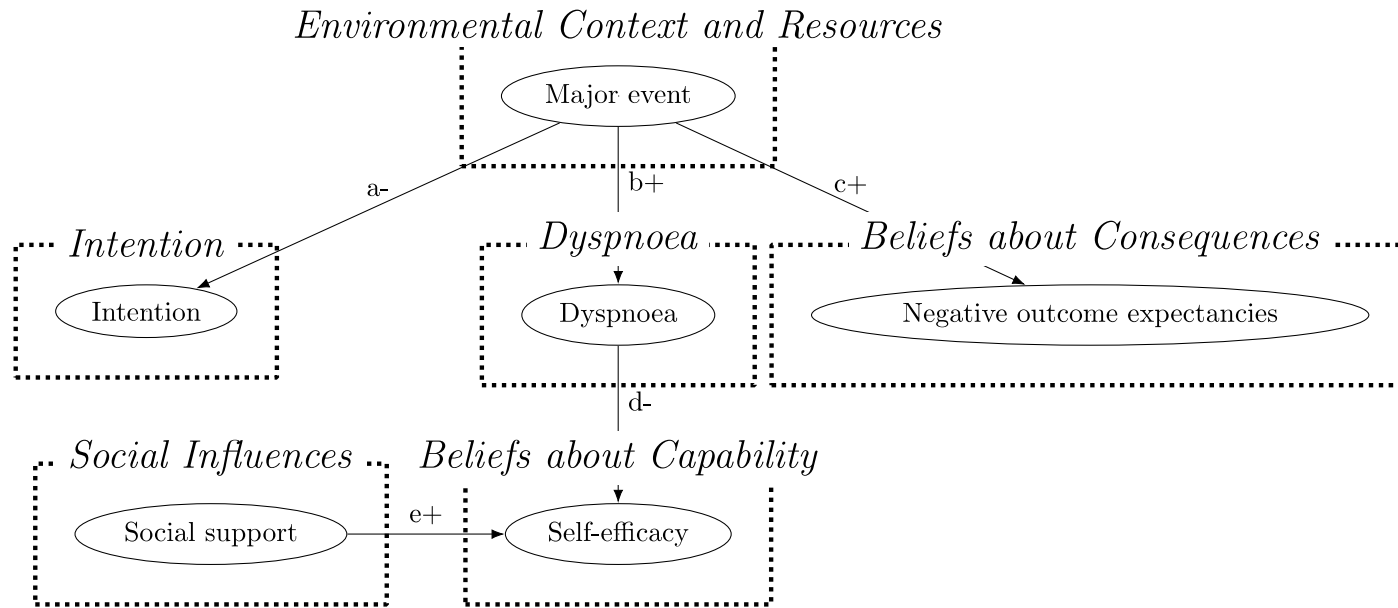 Environmental Context and Resources
Major event
a-
b+
c+
Intention
Dyspnoea
Beliefs about Consequences
Intention
Dyspnoea
Negative outcome expectancies
d-
Social Influences
Beliefs about Capability
e+
Social support
Self-efficacy